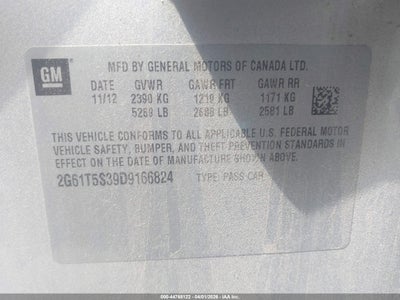 GM
MFD BY GENERAL MOTORS OF CANADA LTD.
DATE GVWR GAWR FRT GAWR RR
11/12 2390 KG 1219 KG 1171 KG
5269 LB 2688 LB 2581 LB
THIS VEHICLE CONFORMS TO ALL APPLICABLE U.S. FEDERAL MOTOR
VEHICLE SAFETY, BUMPER, AND THEFT PREVENTION STANDARDS
IN EFFECT ON THE DATE OF MANUFACTURE SHOWN ABOVE.
2G61T5S39D9166824 TYPE: PASS CAR